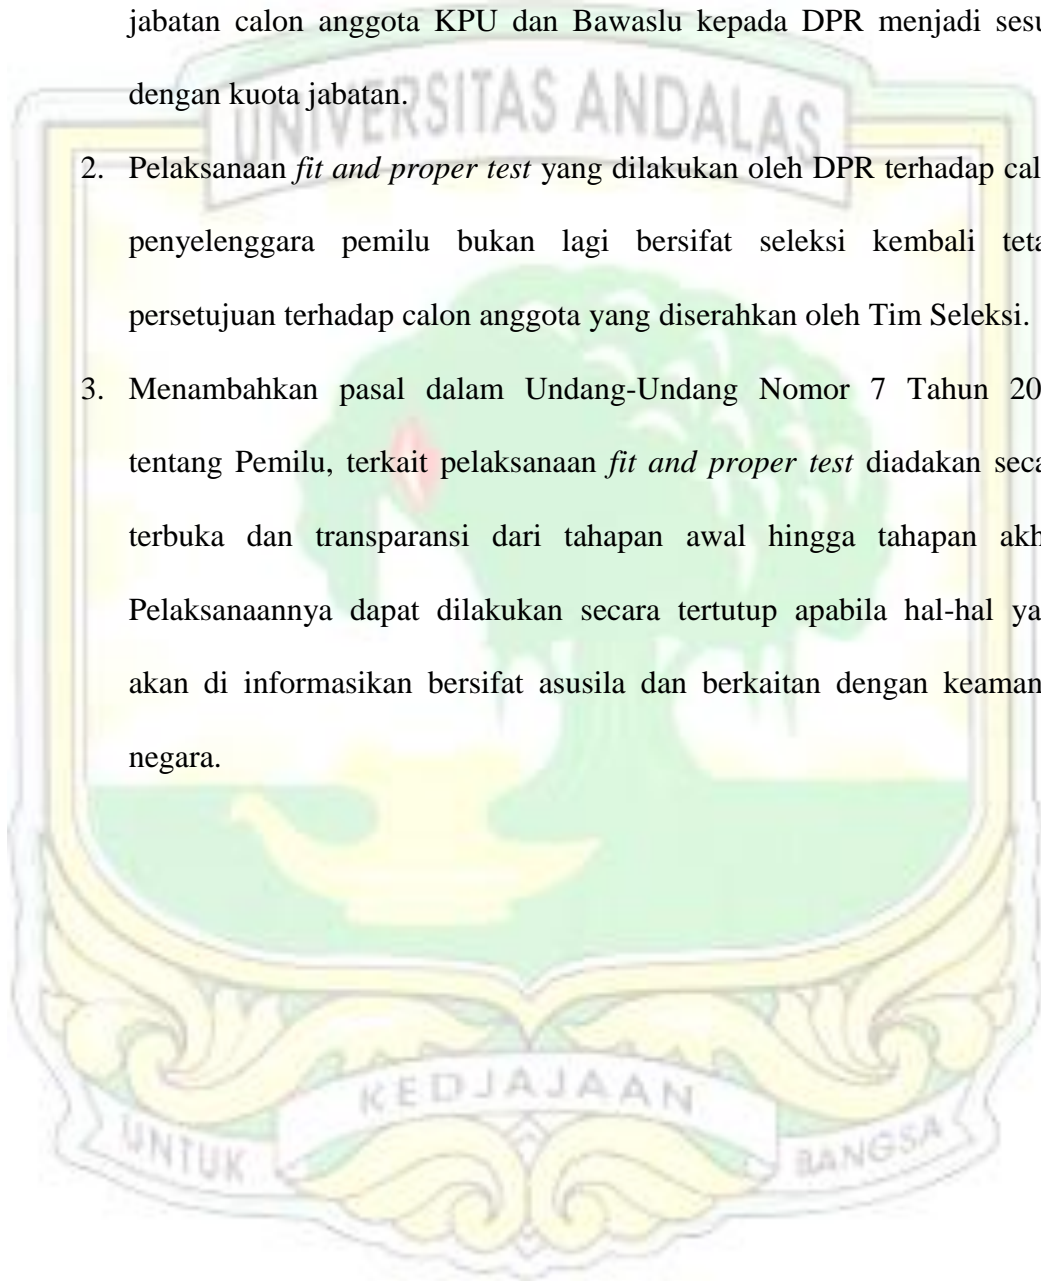 jabatan calon anggota KPU dan Bawaslu kepada DPR menjadi sesu
dengan kuota jabatan.
UNIVERSITAS ANDALAS
2. Pelaksanaan fit and proper test yang dilakukan oleh DPR terhadap cal
penyelenggara pemilu bukan lagi bersifat seleksi kembali teta
persetujuan terhadap calon anggota yang diserahkan oleh Tim Seleksi.
3. Menambahkan pasal dalam Undang-Undang Nomor 7 Tahun 20
tentang Pemilu, terkait pelaksanaan fit and proper test diadakan seca
terbuka dan transparansi dari tahapan awal hingga tahapan akh
Pelaksanaannya dapat dilakukan secara tertutup apabila hal-hal ya
akan di informasikan bersifat asusila dan berkaitan dengan keaman
negara.
UNTUK KEDJAJAAN BANGSA